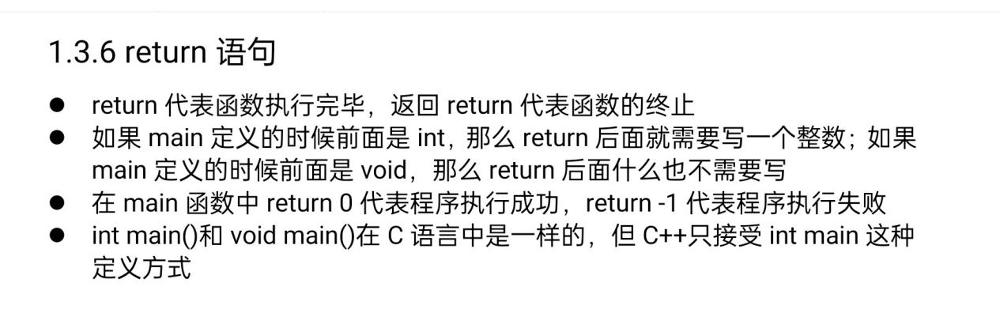 1.3.6 return 语句
● return 代表函数执行完毕，返回 return 代表函数的终止
● 如果 main 定义的时候前面是 int，那么 return 后面就需要写一个整数；如果
main 定义的时候前面是 void，那么 return 后面什么也不需要写
● 在 main 函数中 return 0 代表程序执行成功，return -1 代表程序执行失败
● int main()和 void main()在 C 语言中是一样的，但 C++只接受 int main 这种
定义方式